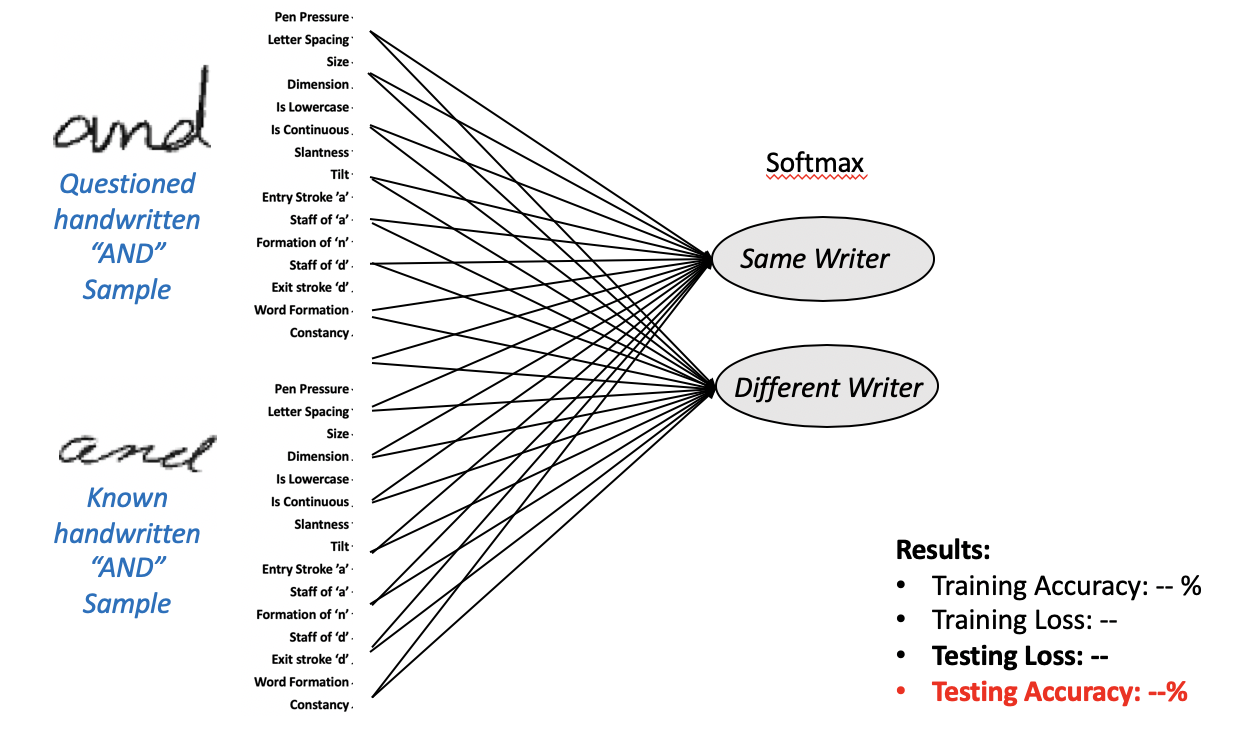 and
Questioned
handwritten
“AND”
Sample
Pen Pressure
Letter Spacing
Size
Dimension
Is Lowercase
Is Continuous
Slantness
Tilt
Entry Stroke ’a’
Staff of ‘a’
Formation of ‘n’
Staff of ‘d’
Exit stroke ‘d’
Word Formation
Constancy
and
Known
handwritten
“AND”
Sample
Pen Pressure
Letter Spacing
Size
Dimension
Is Lowercase
Is Continuous
Slantness
Tilt
Entry Stroke ’a’
Staff of ‘a’
Formation of ‘n’
Staff of ‘d’
Exit stroke ‘d’
Word Formation
Constancy
Softmax
Same Writer
Different Writer
Results:
• Training Accuracy: -- %
• Training Loss: --
• Testing Loss: --
• Testing Accuracy: --%